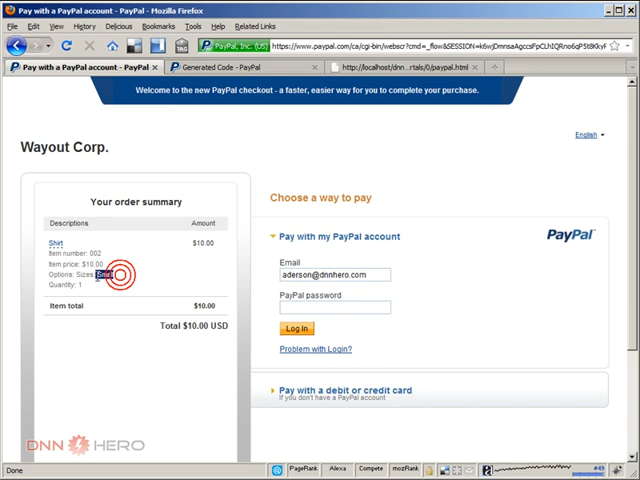 Pay with a PayPal account - PayPal - Mozilla Firefox
File Edit View History Delicious Bookmarks Tools Help Related Links
PayPal, Inc. (US) https://www.paypal.com/ca/cgi-bin/webscr?cmd=_flow&SESSION=
Pay with a PayPal account - PayPal Generated Code - PayPal http://localhost/dnn...rtals/0/paypal.html
Welcome to the new PayPal checkout - a faster, easier way for you to complete your purchase.
English
Wayout Corp.
Your order summary
Descriptions Amount
Shirt $10.00
Item number: 002
Item price: $10.00
Options: Sizes:
Quantity: 1
Item total $10.00
Total $10.00 USD
Choose a way to pay
Pay with my PayPal account
PayPal
Email
aderson@dnnhero.com
PayPal password
Log In
Problem with Login?
Pay with a debit or credit card
If you don't have a PayPal account
DNN HERO
Done PageRank Alexa Compete mozRank #49